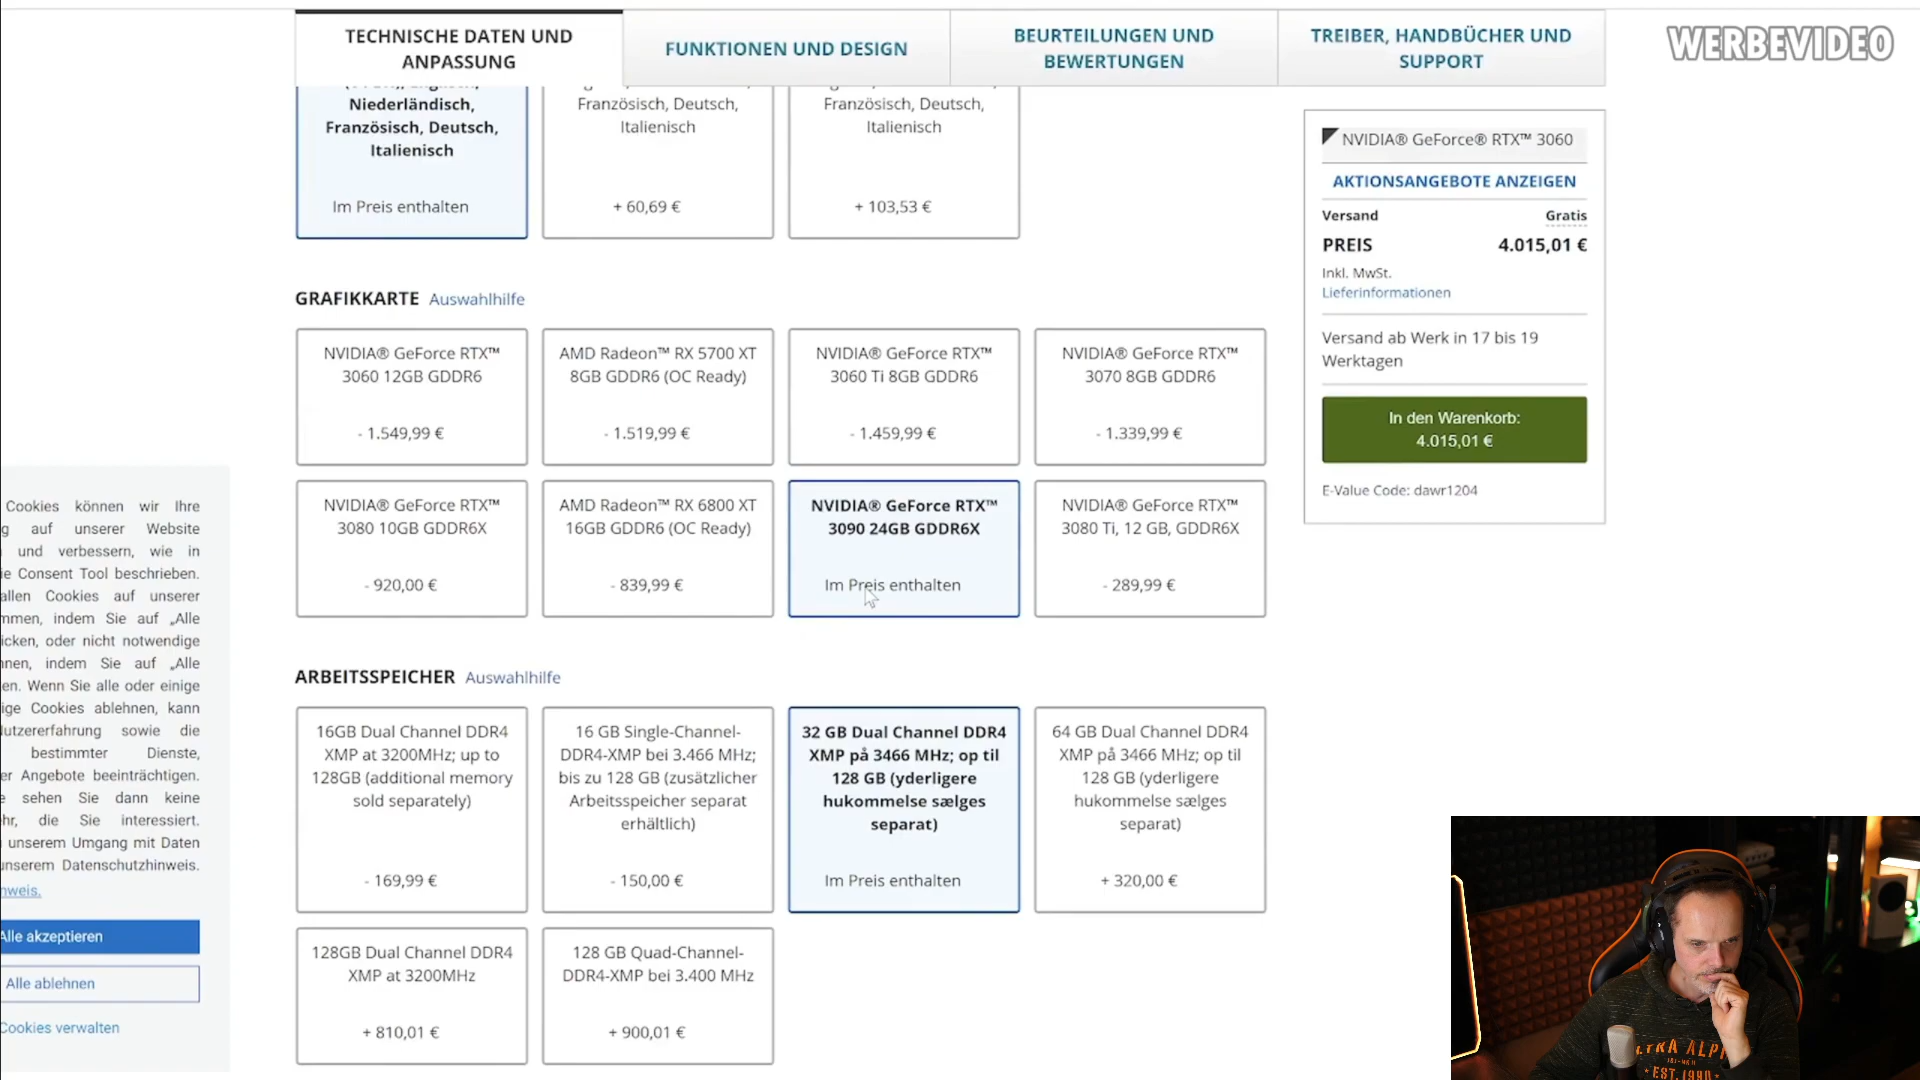 TECHNISCHE DATEN UND
ANPASSUNG
FUNKTIONEN UND DESIGN
BEURTEILUNGEN UND
BEWERTUNGEN
TREIBER, HANDBÜCHER UND
SUPPORT
WERBEVIDEO
Niederländisch,
Französisch, Deutsch,
Italienisch
Im Preis enthalten
Französisch, Deutsch,
Italienisch
+ 60,69 €
Französisch, Deutsch,
Italienisch
+ 103,53 €
NVIDIA® GeForce® RTX™ 3060
AKTIONSANGEBOTE ANZEIGEN
Versand Gratis
PREIS 4.015,01 €
Inkl. MwSt.
Lieferinformationen
Versand ab Werk in 17 bis 19
Werktagen
In den Warenkorb:
4.015,01 €
E-Value Code: dawr1204
GRAFIKKARTE Auswahlhilfe
NVIDIA® GeForce RTX™
3060 12GB GDDR6
- 1.549,99 €
AMD Radeon™ RX 5700 XT
8GB GDDR6 (OC Ready)
- 1.519,99 €
NVIDIA® GeForce RTX™
3060 Ti 8GB GDDR6
- 1.459,99 €
NVIDIA® GeForce RTX™
3070 8GB GDDR6
- 1.339,99 €
NVIDIA® GeForce RTX™
3080 10GB GDDR6X
- 920,00 €
AMD Radeon™ RX 6800 XT
16GB GDDR6 (OC Ready)
- 839,99 €
NVIDIA® GeForce RTX™
3090 24GB GDDR6X
Im Preis enthalten
NVIDIA® GeForce RTX™
3080 Ti, 12 GB, GDDR6X
- 289,99 €
ARBEITSSPEICHER Auswahlhilfe
16GB Dual Channel DDR4
XMP at 3200MHz; up to
128GB (additional memory
sold separately)
- 169,99 €
16 GB Single-Channel-
DDR4-XMP bei 3.466 MHz;
bis zu 128 GB (zusätzlicher
Arbeitsspeicher separat
erhältlich)
- 150,00 €
32 GB Dual Channel DDR4
XMP på 3466 MHz; op til
128 GB (yderligere
hukommelse sælges
separat)
Im Preis enthalten
64 GB Dual Channel DDR4
XMP på 3466 MHz; op til
128 GB (yderligere
hukommelse sælges
separat)
+ 320,00 €
128GB Dual Channel DDR4
XMP at 3200MHz
+ 810,01 €
128 GB Quad-Channel-
DDR4-XMP bei 3.400 MHz
+ 900,01 €
Cookies können wir Ihre
g auf unserer Website
und verbessern, wie in
ie Consent Tool beschrieben.
allen Cookies auf unserer
mmen, indem Sie auf „Alle
icken, oder nicht notwendige
nnen, indem Sie auf „Alle
en. Wenn Sie alle oder einige
ige Cookies ablehnen, kann
Nutzererfahrung sowie die
bestimmter Dienste,
er Angebote beeinträchtigen.
e sehen Sie dann keine
hr, die Sie interessiert.
unserem Umgang mit Daten
unserem Datenschutzhinweis.
nweis.
Alle akzeptieren
Alle ablehnen
Cookies verwalten
EST. 1990